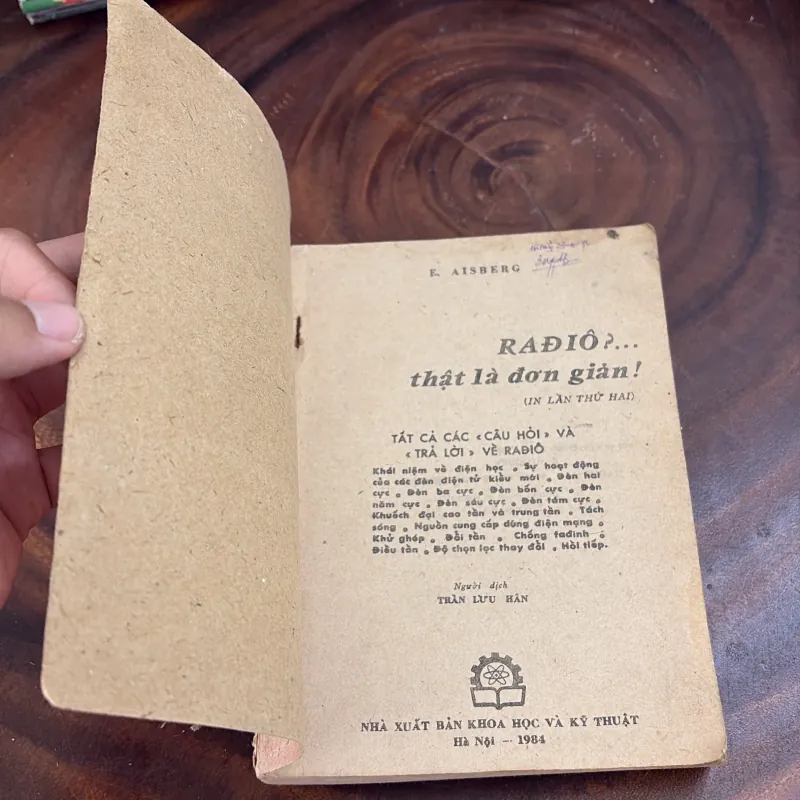 E. AISBERG
RAĐIÔ?...
thật là đơn giản!
(IN LẦN THỨ HAI)
TẤT CẢ CÁC «CÂU HỎI» VÀ
«TRẢ LỜI» VỀ RAĐIÔ
Khái niệm về điện học • Sự hoạt động
của các đèn điện tử kiểu mới • Đèn hai
cực • Đèn ba cực • Đèn bốn cực • Đèn
năm cực • Đèn sáu cực • Đèn tám cực •
Khuếch đại cao tần và trung tần • Tách
sóng • Nguồn cung cấp dùng điện mạng •
Khử ghép • Đổi tần • Chống fađinh •
Điều tần • Độ chọn lọc thay đổi • Hồi tiếp.
Người dịch
TRẦN LƯU HÂN
NHÀ XUẤT BẢN KHOA HỌC VÀ KỸ THUẬT
Hà Nội — 1984